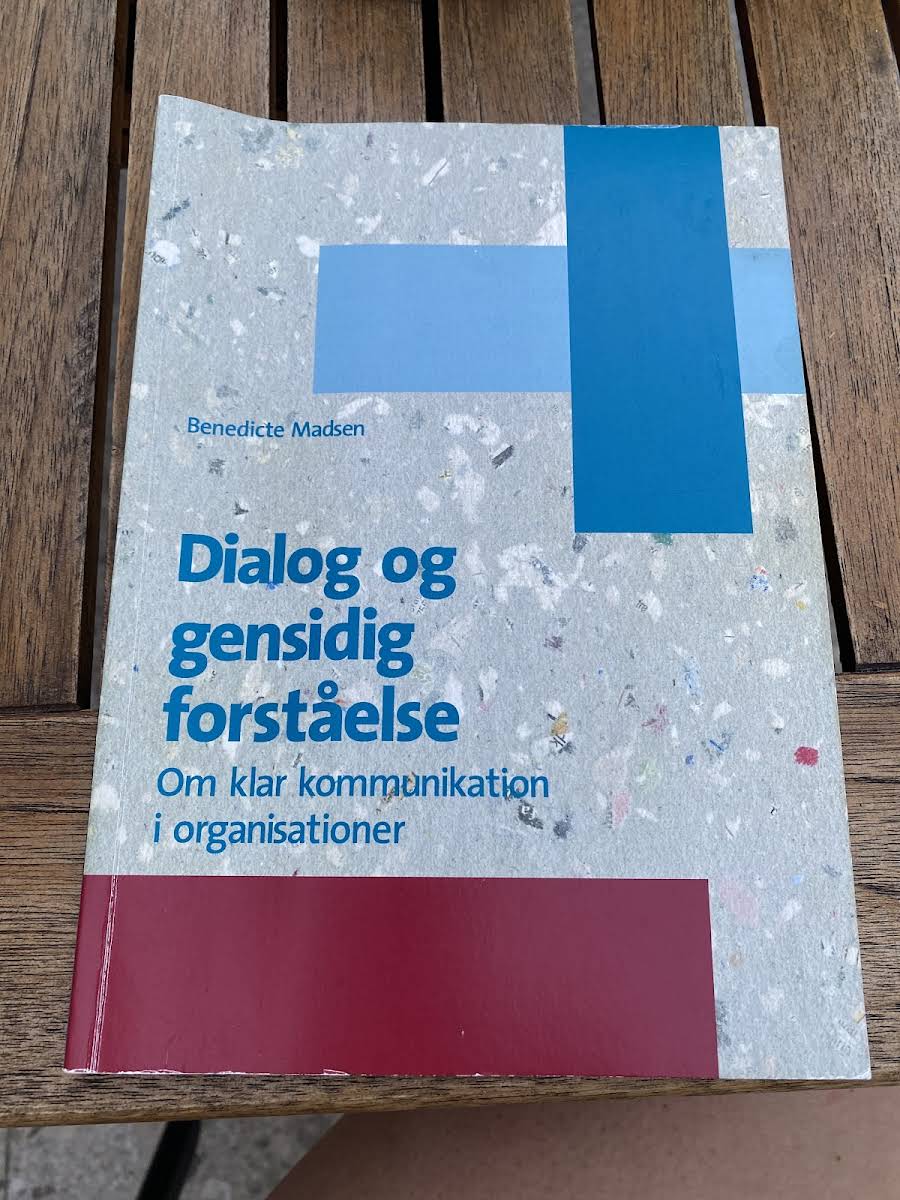 Benedicte Madsen
Dialog og
gensidig
forståelse
Om klar kommunikation
i organisationer